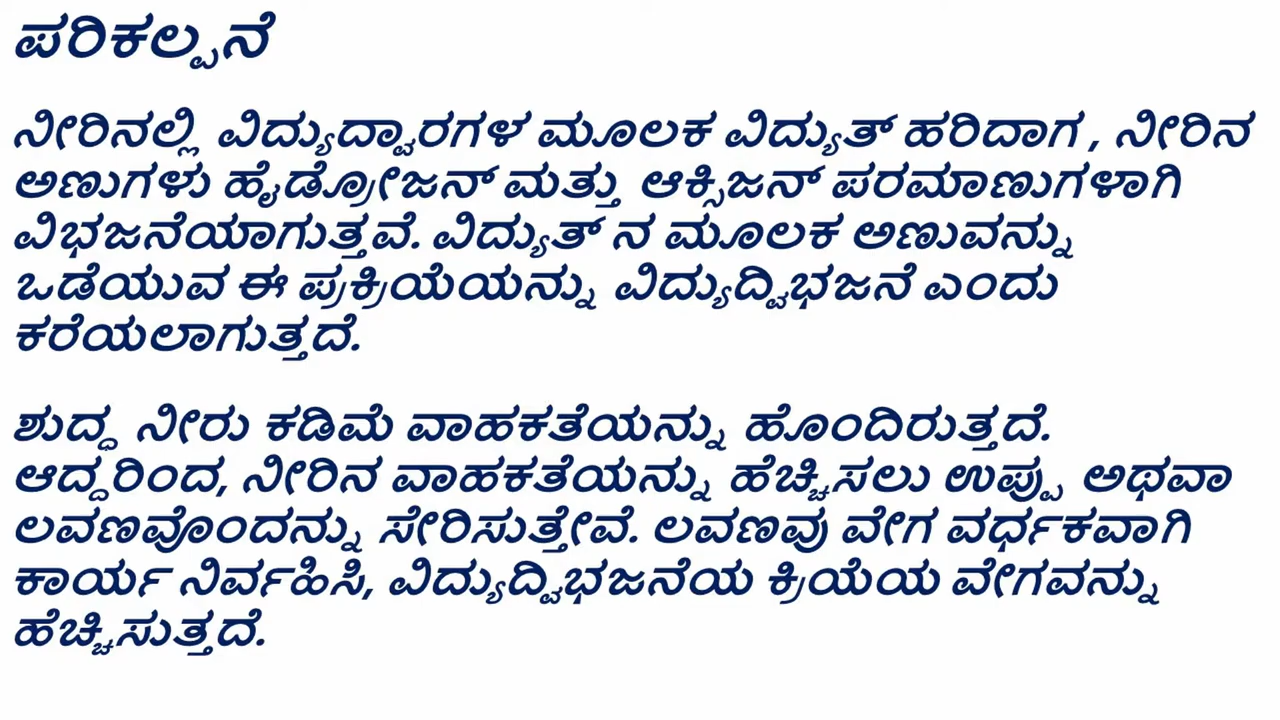 ಪರಿಕಲ್ಪನೆ
ನೀರಿನಲ್ಲಿ ವಿದ್ಯುದ್ವಾರಗಳ ಮೂಲಕ ವಿದ್ಯುತ್ ಹರಿದಾಗ , ನೀರಿನ
ಅಣುಗಳು ಹೈಡ್ರೋಜನ್ ಮತ್ತು ಆಕ್ಸಿಜನ್ ಪರಮಾಣುಗಳಾಗಿ
ವಿಭಜನೆಯಾಗುತ್ತವೆ. ವಿದ್ಯುತ್ ನ ಮೂಲಕ ಅಣುವನ್ನು
ಒಡೆಯುವ ಈ ಪ್ರಕ್ರಿಯೆಯನ್ನು ವಿದ್ಯುದ್ವಿಭಜನೆ ಎಂದು
ಕರೆಯಲಾಗುತ್ತದೆ.
ಶುದ್ಧ ನೀರು ಕಡಿಮೆ ವಾಹಕತೆಯನ್ನು ಹೊಂದಿರುತ್ತದೆ.
ಆದ್ದರಿಂದ, ನೀರಿನ ವಾಹಕತೆಯನ್ನು ಹೆಚ್ಚಿಸಲು ಉಪ್ಪು ಅಥವಾ
ಲವಣವೊಂದನ್ನು ಸೇರಿಸುತ್ತೇವೆ. ಲವಣವು ವೇಗ ವರ್ಧಕವಾಗಿ
ಕಾರ್ಯ ನಿರ್ವಹಿಸಿ, ವಿದ್ಯುದ್ವಿಭಜನೆಯ ಕ್ರಿಯೆಯ ವೇಗವನ್ನು
ಹೆಚ್ಚಿಸುತ್ತದೆ.